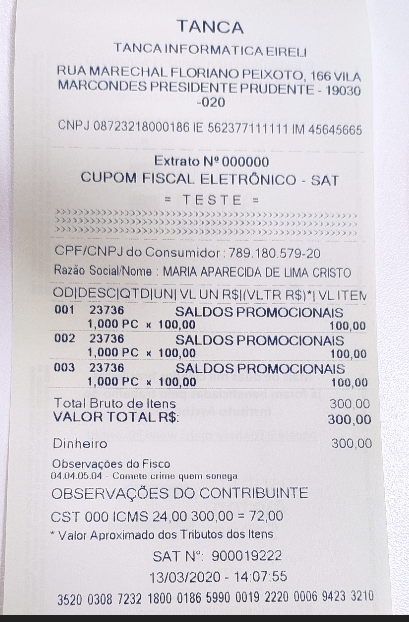 TANCA
TANCA INFORMATICA EIRELI
RUA MARECHAL FLORIANO PEIXOTO, 166 VILA
MARCONDES PRESIDENTE PRUDENTE - 19030
-020
CNPJ 08723218000186 IE 562377111111 IM 45645665
Extrato Nº 000000
CUPOM FISCAL ELETRÔNICO - SAT
= TESTE =
>>>>>>>>>>>>>>>>>>>>>>>>>>>>>>>>>>>>>>>>>>>>>>>>
>>>>>>>>>>>>>>>>>>>>>>>>>>>>>>>>>>>>>>>>>>>>>>>>
>>>>>>>>>>>>>>>>>>>>>>>>>>>>>>>>>>>>>>>>>>>>>>>>
CPF/CNPJ do Consumidor : 789.180.579-20
Razão Social/Nome : MARIA APARECIDA DE LIMA CRISTO
OD|DESC|QTD|UN| VL UN R$|(VLTR R$)*| VL ITEM
001 23736 SALDOS PROMOCIONAIS
1,000 PC x 100,00 100,00
002 23736 SALDOS PROMOCIONAIS
1,000 PC x 100,00 100,00
003 23736 SALDOS PROMOCIONAIS
1,000 PC x 100,00 100,00
Total Bruto de Itens 300,00
VALOR TOTAL R$: 300,00
Dinheiro 300,00
Observações do Fisco
04.04.05.04 - Comete crime quem sonega
OBSERVAÇÕES DO CONTRIBUINTE
CST 000 ICMS 24,00 300,00 = 72,00
* Valor Aproximado dos Tributos dos Itens
SAT Nº: 900019222
13/03/2020 - 14:07:55
3520 0308 7232 1800 0186 5990 0019 2220 0006 9423 3210